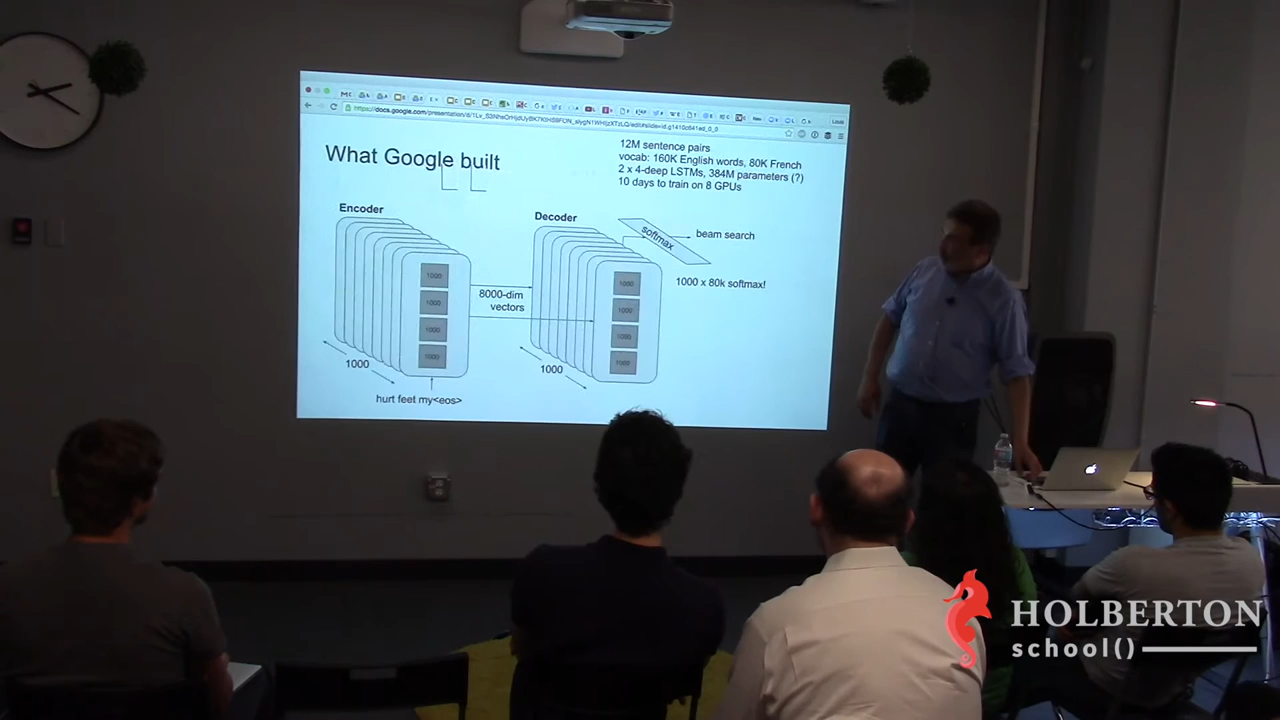 What Google built
12M sentence pairs
vocab: 160K English words, 80K French
2 x 4-deep LSTMs, 384M parameters (?)
10 days to train on 8 GPUs
Encoder
Decoder
softmax
beam search
1000 x 80k softmax!
8000-dim
vectors
1000
1000
1000
1000
1000
1000
1000
1000
1000
1000
hurt feet my<eos>
HOLBERTON
school()